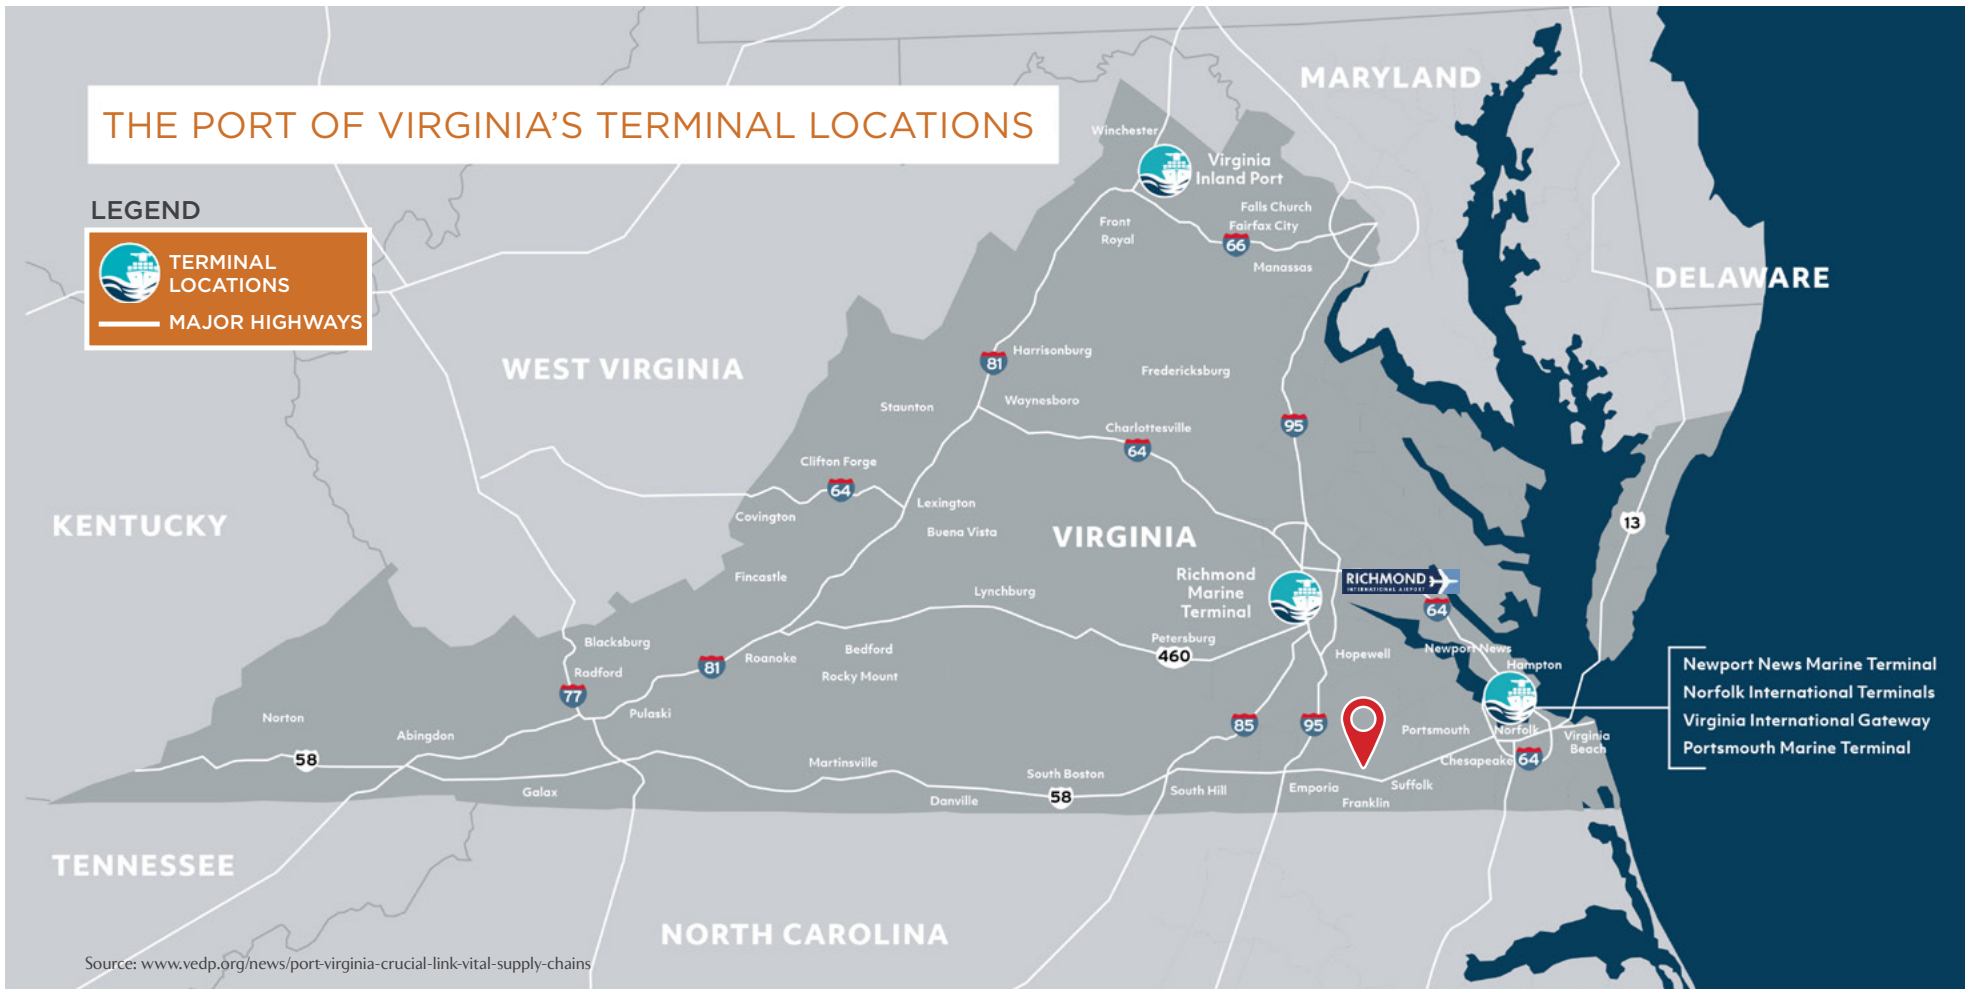 THE PORT OF VIRGINIA’S TERMINAL LOCATIONS
LEGEND
TERMINAL
LOCATIONS
MAJOR HIGHWAYS
MARYLAND
DELAWARE
WEST VIRGINIA
KENTUCKY
VIRGINIA
TENNESSEE
NORTH CAROLINA
Winchester
Virginia
Inland Port
Falls Church
Fairfax City
Front
Royal
66
Manassas
81
Harrisonburg
Fredericksburg
Staunton
Waynesboro
Charlottesville
95
64
Clifton Forge
64
Covington
Lexington
Buena Vista
13
Fincastle
Lynchburg
Richmond
Marine
Terminal
RICHMOND
INTERNATIONAL AIRPORT
64
Blacksburg
Radford
77
Pulaski
81
Roanoke
Bedford
Rocky Mount
Petersburg
460
Hopewell
Newport News
Hampton
Newport News Marine Terminal
Norfolk International Terminals
Virginia International Gateway
Portsmouth Marine Terminal
Norton
58
Abingdon
Galax
Martinsville
Danville
South Boston
58
South Hill
85
95
Emporia
Franklin
Suffolk
Portsmouth
Norfolk
Chesapeake
64
Virginia
Beach
Source: www.vedp.org/news/port-virginia-crucial-link-vital-supply-chains